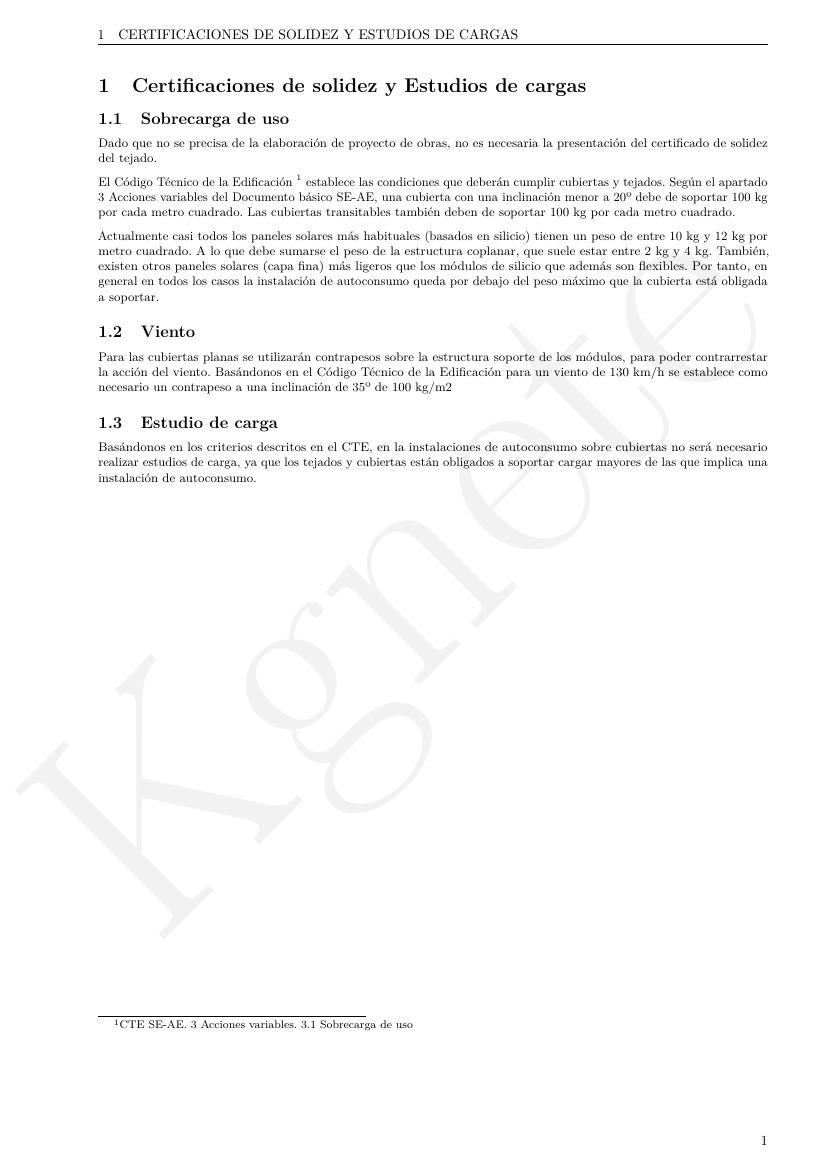 1 CERTIFICACIONES DE SOLIDEZ Y ESTUDIOS DE CARGAS
1 Certificaciones de solidez y Estudios de cargas
1.1 Sobrecarga de uso
Dado que no se precisa de la elaboración de proyecto de obras, no es necesaria la presentación del certificado de solidez
del tejado.
El Código Técnico de la Edificación ¹ establece las condiciones que deberán cumplir cubiertas y tejados. Según el apartado
3 Acciones variables del Documento básico SE-AE, una cubierta con una inclinación menor a 20º debe de soportar 100 kg
por cada metro cuadrado. Las cubiertas transitables también deben de soportar 100 kg por cada metro cuadrado.
Actualmente casi todos los paneles solares más habituales (basados en silicio) tienen un peso de entre 10 kg y 12 kg por
metro cuadrado. A lo que debe sumarse el peso de la estructura coplanar, que suele estar entre 2 kg y 4 kg. También,
existen otros paneles solares (capa fina) más ligeros que los módulos de silicio que además son flexibles. Por tanto, en
general en todos los casos la instalación de autoconsumo queda por debajo del peso máximo que la cubierta está obligada
a soportar.
1.2 Viento
Para las cubiertas planas se utilizarán contrapesos sobre la estructura soporte de los módulos, para poder contrarrestar
la acción del viento. Basándonos en el Código Técnico de la Edificación para un viento de 130 km/h se establece como
necesario un contrapeso a una inclinación de 35º de 100 kg/m2
1.3 Estudio de carga
Basándonos en los criterios descritos en el CTE, en la instalaciones de autoconsumo sobre cubiertas no será necesario
realizar estudios de carga, ya que los tejados y cubiertas están obligados a soportar cargar mayores de las que implica una
instalación de autoconsumo.
Kgnete
¹CTE SE-AE. 3 Acciones variables. 3.1 Sobrecarga de uso
1